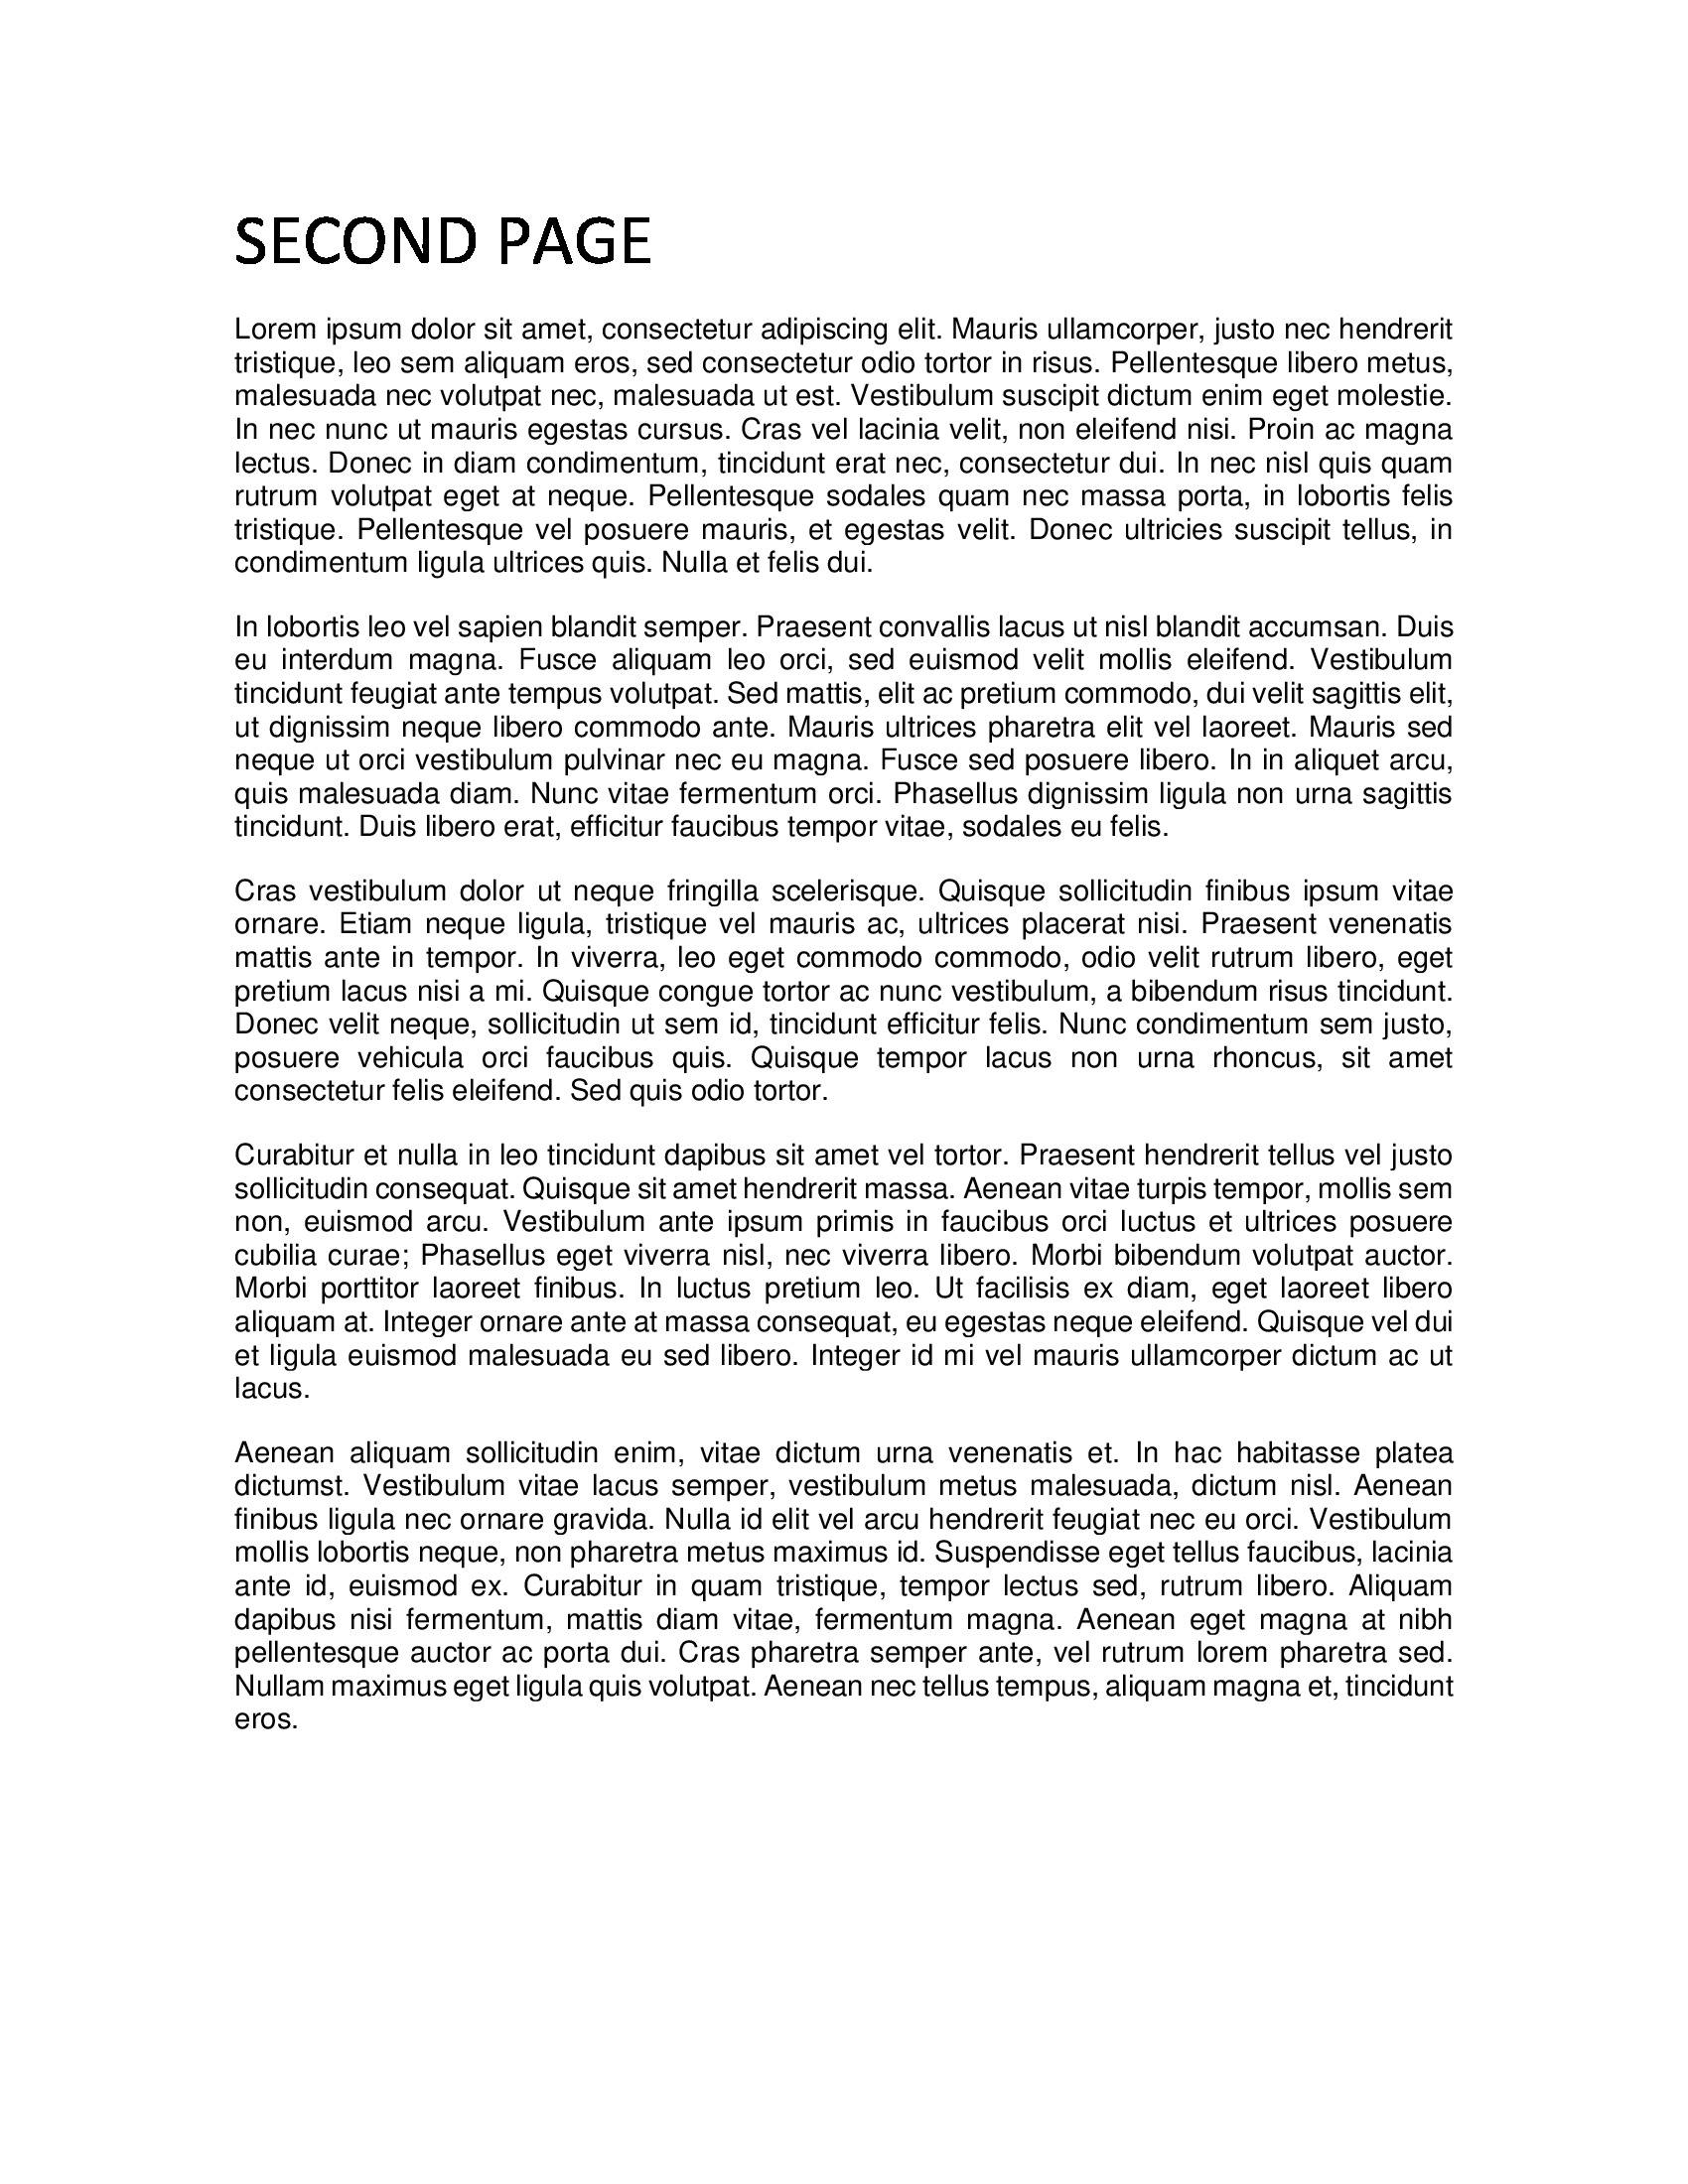 SECOND PAGE
Lorem ipsum dolor sit amet, consectetur adipiscing elit. Mauris ullamcorper, justo nec hendrerit
tristique, leo sem aliquam eros, sed consectetur odio tortor in risus. Pellentesque libero metus,
malesuada nec volutpat nec, malesuada ut est. Vestibulum suscipit dictum enim eget molestie.
In nec nunc ut mauris egestas cursus. Cras vel lacinia velit, non eleifend nisi. Proin ac magna
lectus. Donec in diam condimentum, tincidunt erat nec, consectetur dui. In nec nisl quis quam
rutrum volutpat eget at neque. Pellentesque sodales quam nec massa porta, in lobortis felis
tristique. Pellentesque vel posuere mauris, et egestas velit. Donec ultricies suscipit tellus, in
condimentum ligula ultrices quis. Nulla et felis dui.
In lobortis leo vel sapien blandit semper. Praesent convallis lacus ut nisl blandit accumsan. Duis
eu interdum magna. Fusce aliquam leo orci, sed euismod velit mollis eleifend. Vestibulum
tincidunt feugiat ante tempus volutpat. Sed mattis, elit ac pretium commodo, dui velit sagittis elit,
ut dignissim neque libero commodo ante. Mauris ultrices pharetra elit vel laoreet. Mauris sed
neque ut orci vestibulum pulvinar nec eu magna. Fusce sed posuere libero. In in aliquet arcu,
quis malesuada diam. Nunc vitae fermentum orci. Phasellus dignissim ligula non urna sagittis
tincidunt. Duis libero erat, efficitur faucibus tempor vitae, sodales eu felis.
Cras vestibulum dolor ut neque fringilla scelerisque. Quisque sollicitudin finibus ipsum vitae
ornare. Etiam neque ligula, tristique vel mauris ac, ultrices placerat nisi. Praesent venenatis
mattis ante in tempor. In viverra, leo eget commodo commodo, odio velit rutrum libero, eget
pretium lacus nisi a mi. Quisque congue tortor ac nunc vestibulum, a bibendum risus tincidunt.
Donec velit neque, sollicitudin ut sem id, tincidunt efficitur felis. Nunc condimentum sem justo,
posuere vehicula orci faucibus quis. Quisque tempor lacus non urna rhoncus, sit amet
consectetur felis eleifend. Sed quis odio tortor.
Curabitur et nulla in leo tincidunt dapibus sit amet vel tortor. Praesent hendrerit tellus vel justo
sollicitudin consequat. Quisque sit amet hendrerit massa. Aenean vitae turpis tempor, mollis sem
non, euismod arcu. Vestibulum ante ipsum primis in faucibus orci luctus et ultrices posuere
cubilia curae; Phasellus eget viverra nisl, nec viverra libero. Morbi bibendum volutpat auctor.
Morbi porttitor laoreet finibus. In luctus pretium leo. Ut facilisis ex diam, eget laoreet libero
aliquam at. Integer ornare ante at massa consequat, eu egestas neque eleifend. Quisque vel dui
et ligula euismod malesuada eu sed libero. Integer id mi vel mauris ullamcorper dictum ac ut
lacus.
Aenean aliquam sollicitudin enim, vitae dictum urna venenatis et. In hac habitasse platea
dictumst. Vestibulum vitae lacus semper, vestibulum metus malesuada, dictum nisl. Aenean
finibus ligula nec ornare gravida. Nulla id elit vel arcu hendrerit feugiat nec eu orci. Vestibulum
mollis lobortis neque, non pharetra metus maximus id. Suspendisse eget tellus faucibus, lacinia
ante id, euismod ex. Curabitur in quam tristique, tempor lectus sed, rutrum libero. Aliquam
dapibus nisi fermentum, mattis diam vitae, fermentum magna. Aenean eget magna at nibh
pellentesque auctor ac porta dui. Cras pharetra semper ante, vel rutrum lorem pharetra sed.
Nullam maximus eget ligula quis volutpat. Aenean nec tellus tempus, aliquam magna et, tincidunt
eros.